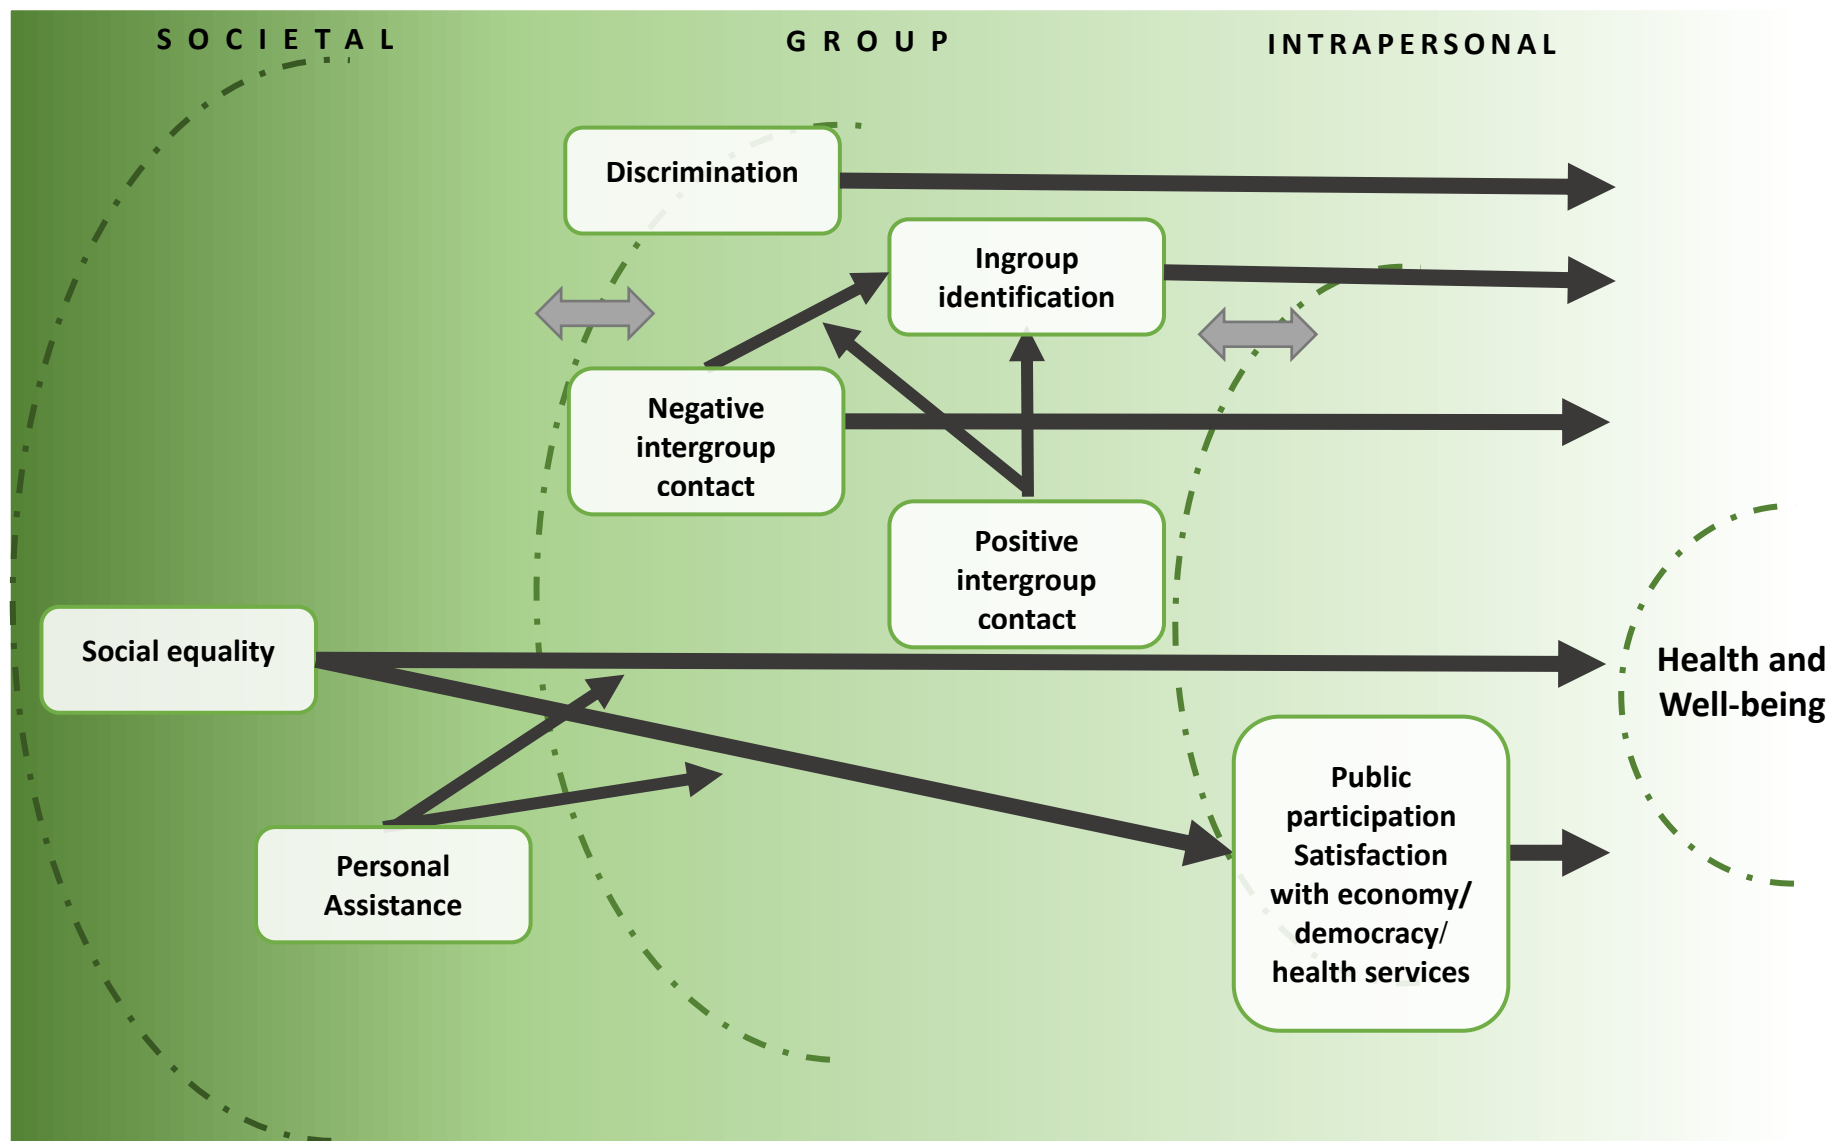 SOCIETAL
GROUP
INTRAPERSONAL
Discrimination
Ingroup
identification
Negative
intergroup
contact
Positive
intergroup
contact
Social equality
Health and
Well-being
Personal
Assistance
Public
participation
Satisfaction
with economy/
democracy/
health services